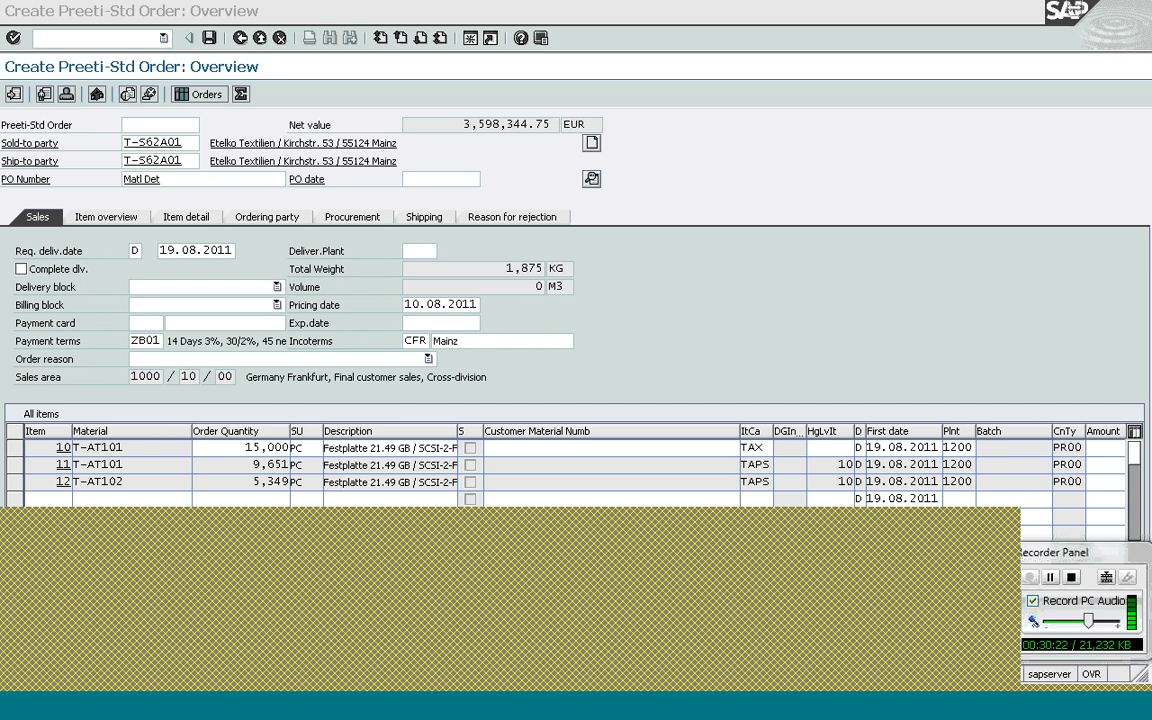 Create Preeti-Std Order: Overview
SAP
Create Preeti-Std Order: Overview
Orders
Preeti-Std Order Net value 3,598,344.75 EUR
Sold-to party T-S62A01 Etelko Textilien / Kirchstr. 53 / 55124 Mainz
Ship-to party T-S62A01 Etelko Textilien / Kirchstr. 53 / 55124 Mainz
PO Number Matl Det PO date
Sales Item overview Item detail Ordering party Procurement Shipping Reason for rejection
Req. deliv.date D 19.08.2011 Deliver.Plant
Complete dlv. Total Weight 1,875 KG
Delivery block Volume 0 M3
Billing block Pricing date 10.08.2011
Payment card Exp.date
Payment terms ZB01 14 Days 3%, 30/2%, 45 ne Incoterms CFR Mainz
Order reason
Sales area 1000 / 10 / 00 Germany Frankfurt, Final customer sales, Cross-division
All items
Item Material Order Quantity SU Description S Customer Material Numb ItCa DGIn... HgLvIt D First date Plnt Batch CnTy Amount
10 T-AT101 15,000 PC Festplatte 21.49 GB / SCSI-2-F TAX D 19.08.2011 1200 PR00
11 T-AT101 9,651 PC Festplatte 21.49 GB / SCSI-2-F TAPS 10 D 19.08.2011 1200 PR00
12 T-AT102 5,349 PC Festplatte 21.49 GB / SCSI-2-F TAPS 10 D 19.08.2011 1200 PR00
D 19.08.2011
Recorder Panel
Record PC Audio
00:30:22 / 21,232 KB
sapserver OVR